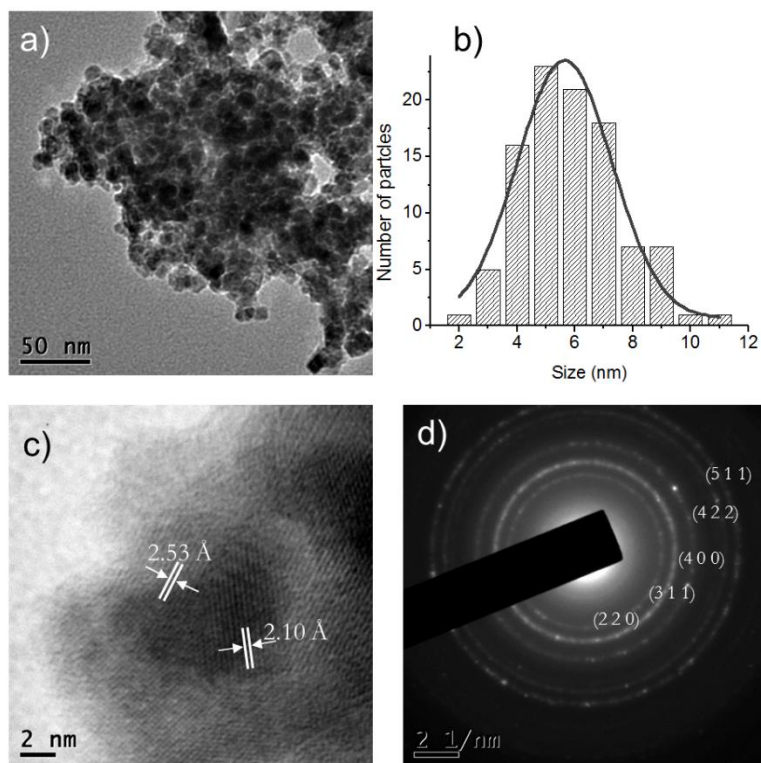 a)
50 nm
b)
Number of partcles
20
15
10
5
0
2 4 6 8 10 12
Size (nm)
c)
2.53 Å
2.10 Å
2 nm
d)
(5 1 1)
(4 2 2)
(4 0 0)
(3 1 1)
(2 2 0)
2 1/nm